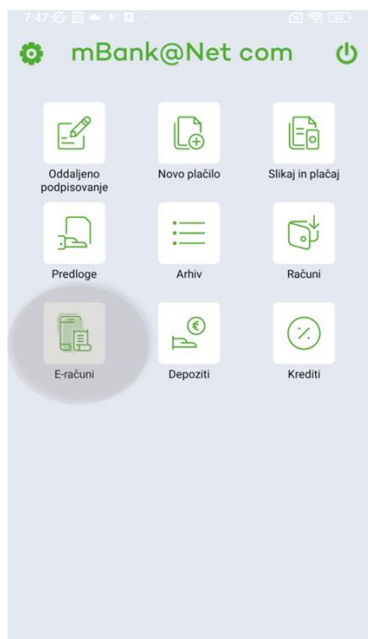 7:47
mBank@Net com
Oddaljeno podpisovanje
Novo plačilo
Slikaj in plačaj
Predloge
Arhiv
Računi
E-računi
Depoziti
Krediti